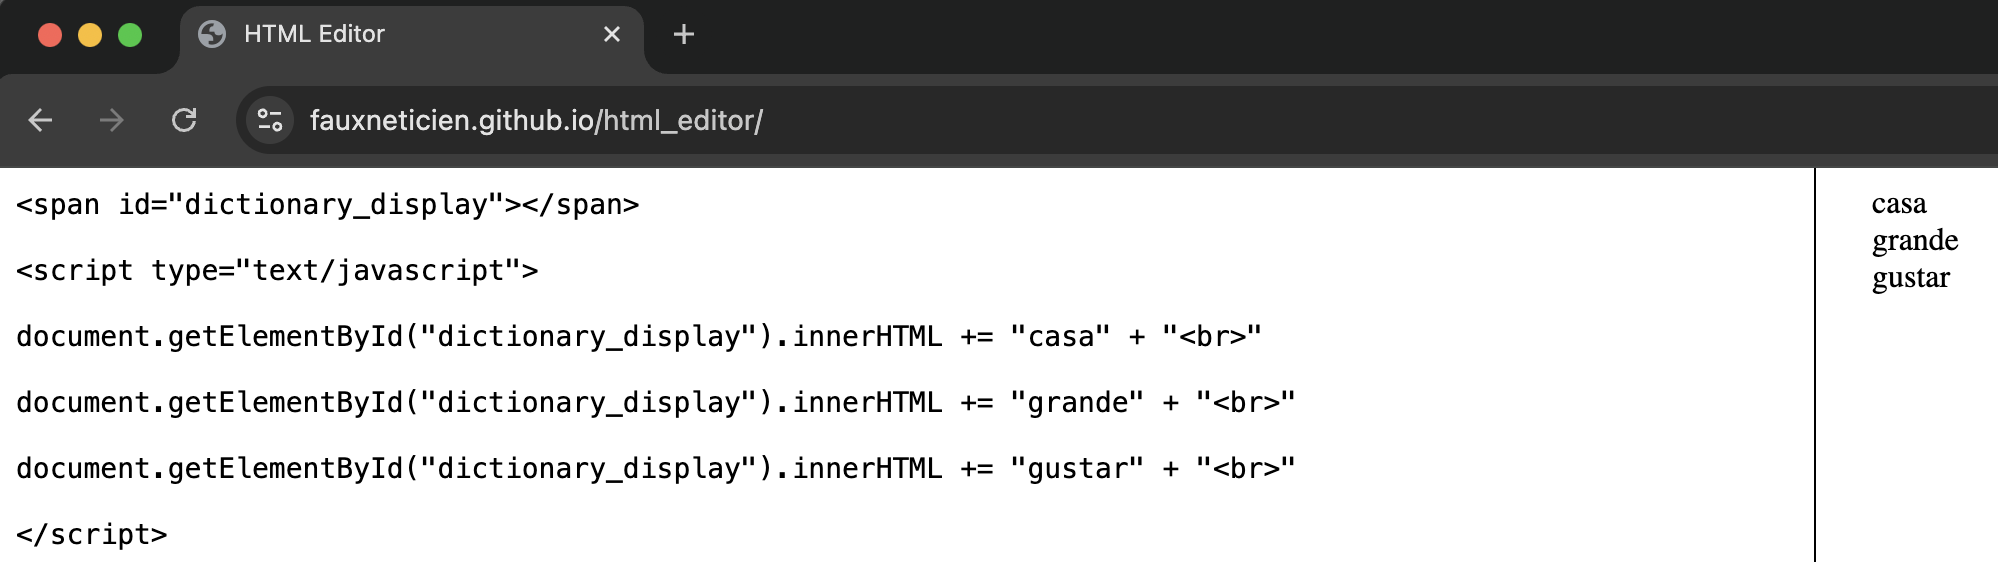 HTML Editor
fauxneticien.github.io/html_editor/
<span id="dictionary_display"></span>
<script type="text/javascript">
document.getElementById("dictionary_display").innerHTML += "casa" + "<br>"
document.getElementById("dictionary_display").innerHTML += "grande" + "<br>"
document.getElementById("dictionary_display").innerHTML += "gustar" + "<br>"
</script>
casa
grande
gustar